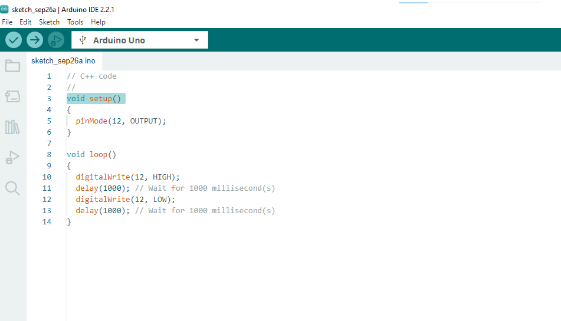 sketch_sep26a | Arduino IDE 2.2.1
File Edit Sketch Tools Help
Arduino Uno
sketch_sep26a.ino
1 // C++ code
2 //
3 void setup()
4 {
5 pinMode(12, OUTPUT);
6 }
7
8 void loop()
9 {
10 digitalWrite(12, HIGH);
11 delay(1000); // Wait for 1000 millisecond(s)
12 digitalWrite(12, LOW);
13 delay(1000); // Wait for 1000 millisecond(s)
14 }